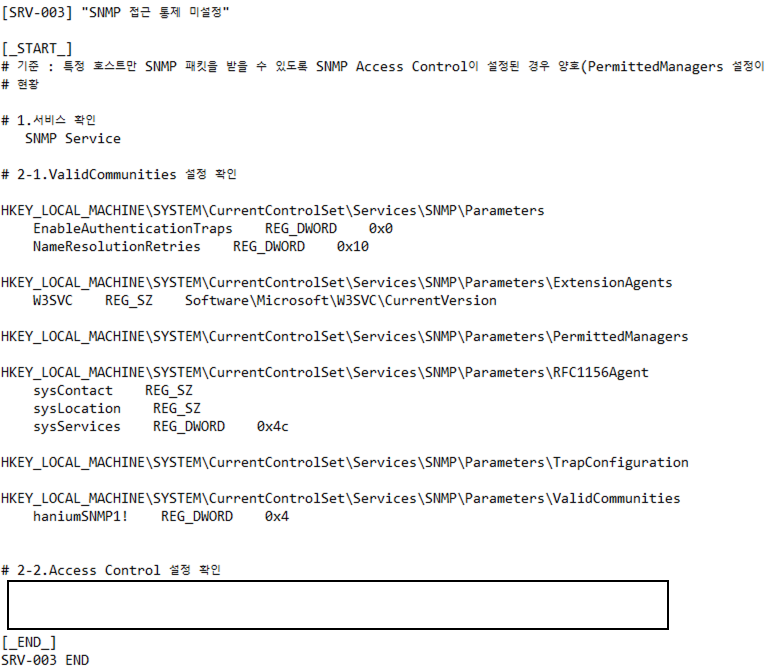 [SRV-003] "SNMP 접근 통제 미설정"
[_START_]
# 기준 : 특정 호스트만 SNMP 패킷을 받을 수 있도록 SNMP Access Control이 설정된 경우 양호(PermittedManagers 설정이
# 현황
# 1.서비스 확인
SNMP Service
# 2-1.ValidCommunities 설정 확인
HKEY_LOCAL_MACHINE\SYSTEM\CurrentControlSet\Services\SNMP\Parameters
EnableAuthenticationTraps    REG_DWORD    0x0
NameResolutionRetries    REG_DWORD    0x10
HKEY_LOCAL_MACHINE\SYSTEM\CurrentControlSet\Services\SNMP\Parameters\ExtensionAgents
W3SVC    REG_SZ    Software\Microsoft\W3SVC\CurrentVersion
HKEY_LOCAL_MACHINE\SYSTEM\CurrentControlSet\Services\SNMP\Parameters\PermittedManagers
HKEY_LOCAL_MACHINE\SYSTEM\CurrentControlSet\Services\SNMP\Parameters\RFC1156Agent
sysContact    REG_SZ
sysLocation    REG_SZ
sysServices    REG_DWORD    0x4c
HKEY_LOCAL_MACHINE\SYSTEM\CurrentControlSet\Services\SNMP\Parameters\TrapConfiguration
HKEY_LOCAL_MACHINE\SYSTEM\CurrentControlSet\Services\SNMP\Parameters\ValidCommunities
haniumSNMP1!    REG_DWORD    0x4
# 2-2.Access Control 설정 확인
[_END_]
SRV-003 END